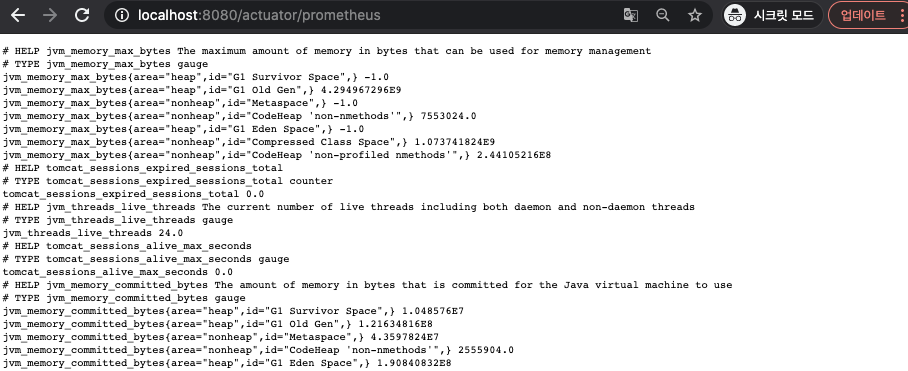 localhost:8080/actuator/prometheus 시크릿 모드 업데이트
# HELP jvm_memory_max_bytes The maximum amount of memory in bytes that can be used for memory management
# TYPE jvm_memory_max_bytes gauge
jvm_memory_max_bytes{area="heap",id="G1 Survivor Space",} -1.0
jvm_memory_max_bytes{area="heap",id="G1 Old Gen",} 4.294967296E9
jvm_memory_max_bytes{area="nonheap",id="Metaspace",} -1.0
jvm_memory_max_bytes{area="nonheap",id="CodeHeap 'non-nmethods'",} 7553024.0
jvm_memory_max_bytes{area="heap",id="G1 Eden Space",} -1.0
jvm_memory_max_bytes{area="nonheap",id="Compressed Class Space",} 1.073741824E9
jvm_memory_max_bytes{area="nonheap",id="CodeHeap 'non-profiled nmethods'",} 2.44105216E8
# HELP tomcat_sessions_expired_sessions_total
# TYPE tomcat_sessions_expired_sessions_total counter
tomcat_sessions_expired_sessions_total 0.0
# HELP jvm_threads_live_threads The current number of live threads including both daemon and non-daemon threads
# TYPE jvm_threads_live_threads gauge
jvm_threads_live_threads 24.0
# HELP tomcat_sessions_alive_max_seconds
# TYPE tomcat_sessions_alive_max_seconds gauge
tomcat_sessions_alive_max_seconds 0.0
# HELP jvm_memory_committed_bytes The amount of memory in bytes that is committed for the Java virtual machine to use
# TYPE jvm_memory_committed_bytes gauge
jvm_memory_committed_bytes{area="heap",id="G1 Survivor Space",} 1.048576E7
jvm_memory_committed_bytes{area="heap",id="G1 Old Gen",} 1.21634816E8
jvm_memory_committed_bytes{area="nonheap",id="Metaspace",} 4.3597824E7
jvm_memory_committed_bytes{area="nonheap",id="CodeHeap 'non-nmethods'",} 2555904.0
jvm_memory_committed_bytes{area="heap",id="G1 Eden Space",} 1.90840832E8